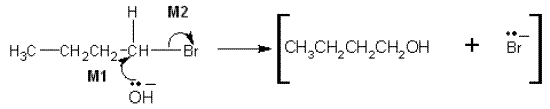 H M2
H₃C—CH₂CH₂—CH—Br → [CH₃CH₂CH₂CH₂OH + Br⁻]
M1
OH⁻